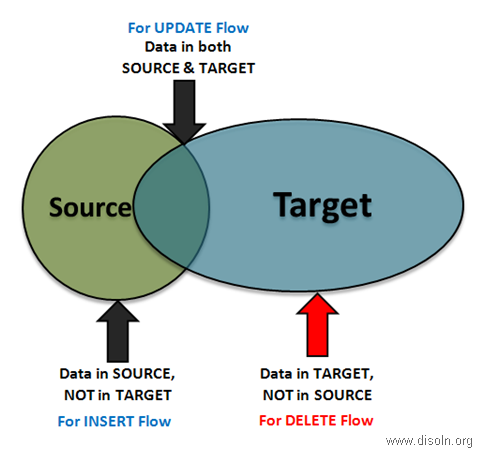 For UPDATE Flow
Data in both
SOURCE & TARGET
Source
Target
Data in SOURCE,
NOT in TARGET
For INSERT Flow
Data in TARGET,
NOT in SOURCE
For DELETE Flow
www.disoln.org